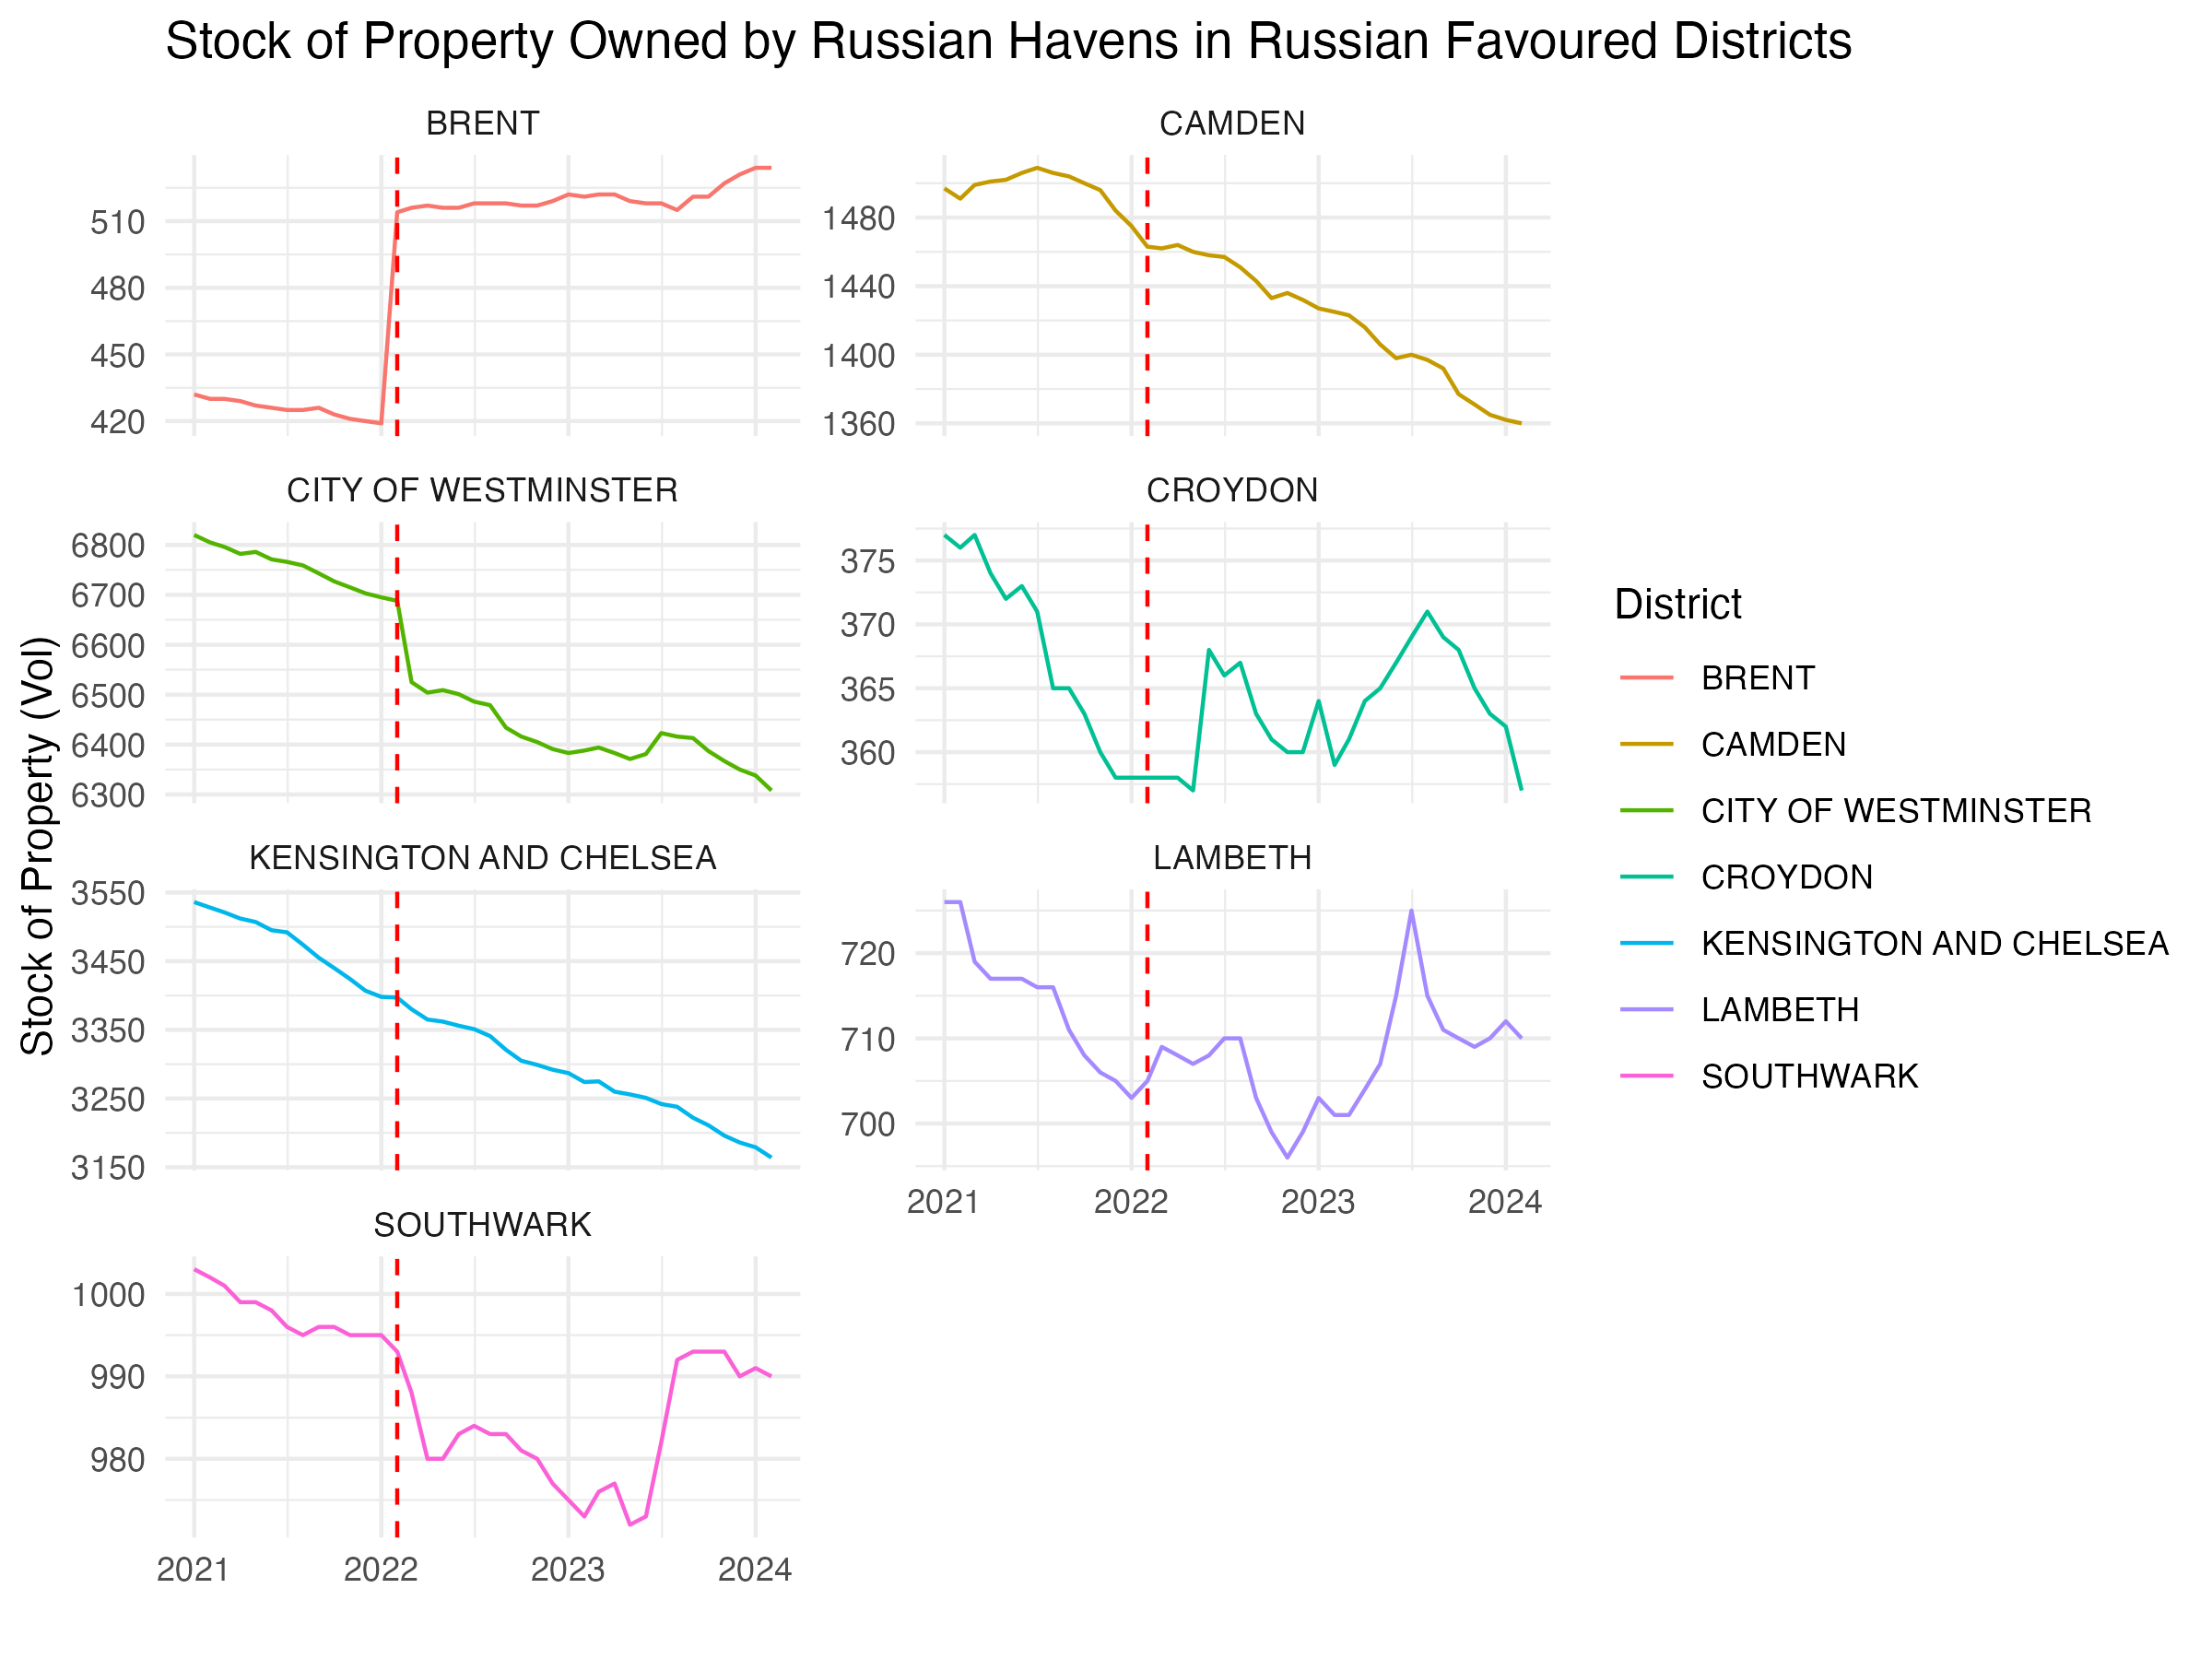 Stock of Property Owned by Russian Havens in Russian Favoured Districts
BRENT
CAMDEN
510
480
450
420
1480
1440
1400
1360
CITY OF WESTMINSTER
CROYDON
6800
6700
6600
6500
6400
6300
375
370
365
360
KENSINGTON AND CHELSEA
LAMBETH
3550
3450
3350
3250
3150
720
710
700
2021 2022 2023 2024
SOUTHWARK
1000
990
980
2021 2022 2023 2024
Stock of Property (Vol)
District
BRENT
CAMDEN
CITY OF WESTMINSTER
CROYDON
KENSINGTON AND CHELSEA
LAMBETH
SOUTHWARK